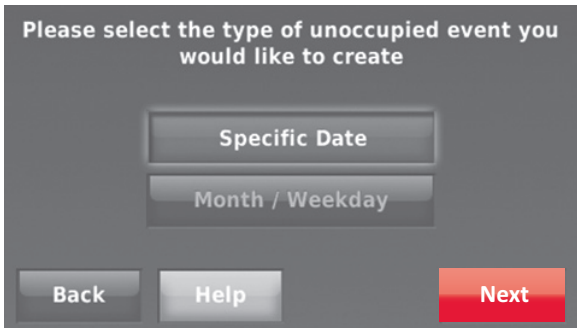 Please select the type of unoccupied event you
would like to create
Specific Date
Month / Weekday
Back
Help
Next